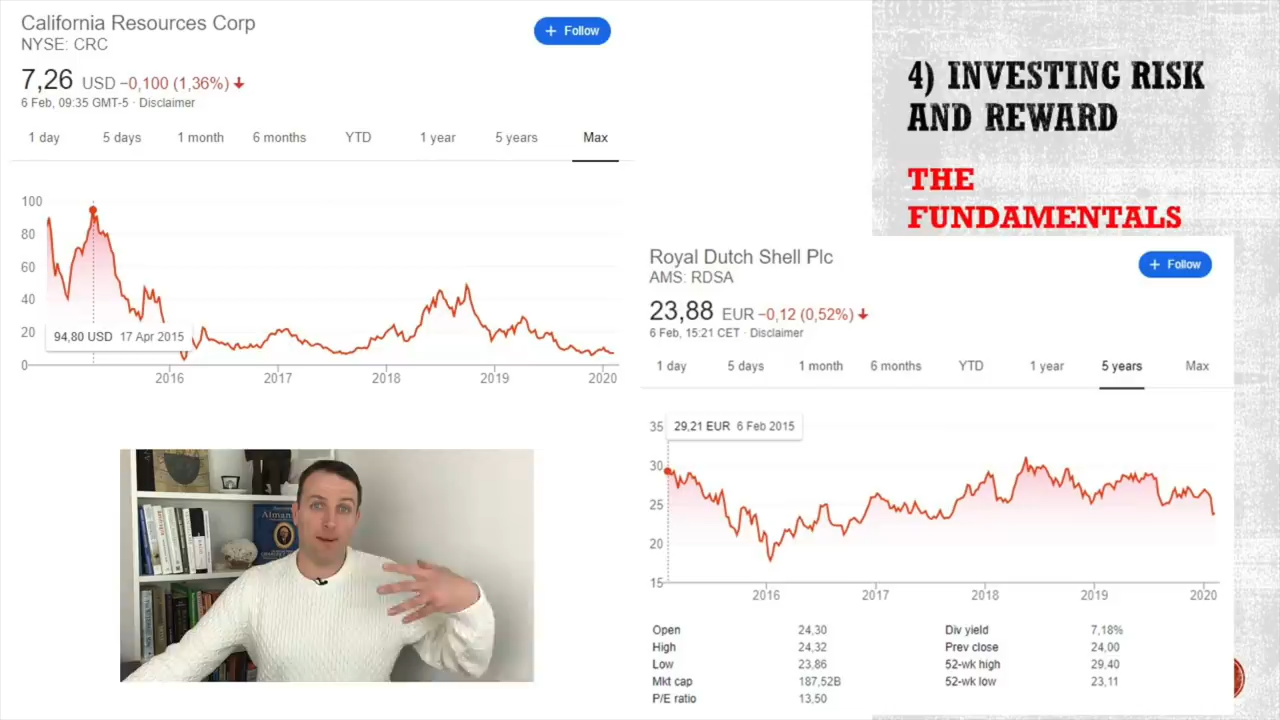 California Resources Corp
NYSE: CRC
+ Follow
7,26 USD −0,100 (1,36%)
6 Feb, 09:35 GMT-5 · Disclaimer
1 day 5 days 1 month 6 months YTD 1 year 5 years Max
100
80
60
40
20
0
94,80 USD 17 Apr 2015
2016 2017 2018 2019 2020
4) INVESTING RISK
AND REWARD
THE
FUNDAMENTALS
Royal Dutch Shell Plc
AMS: RDSA
+ Follow
23,88 EUR −0,12 (0,52%)
6 Feb, 15:21 CET · Disclaimer
1 day 5 days 1 month 6 months YTD 1 year 5 years Max
35
30
25
20
15
29,21 EUR 6 Feb 2015
2016 2017 2018 2019 2020
Open 24,30 Div yield 7,18%
High 24,32 Prev close 24,00
Low 23,86 52-wk high 29,40
Mkt cap 187,52B 52-wk low 23,11
P/E ratio 13,50